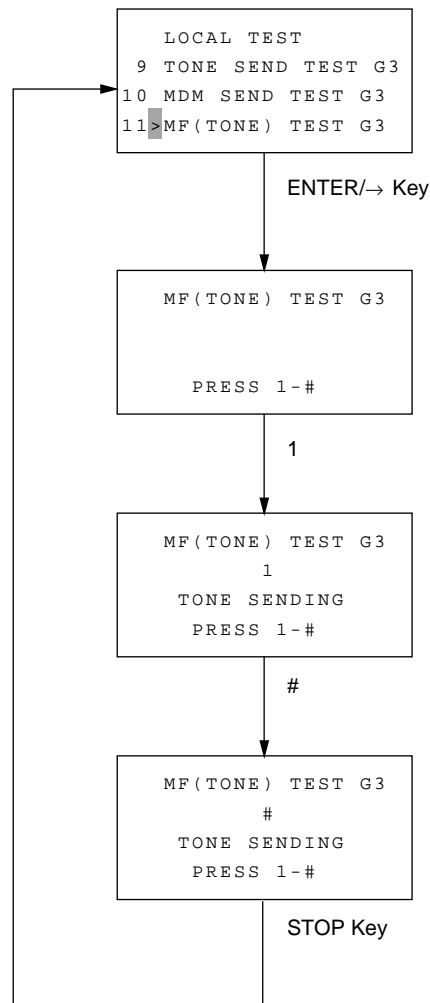 LOCAL TEST
9 TONE SEND TEST G3
10 MDM SEND TEST G3
11>MF(TONE) TEST G3
ENTER/→ Key
MF(TONE) TEST G3
PRESS 1-#
1
MF(TONE) TEST G3
1
TONE SENDING
PRESS 1-#
#
MF(TONE) TEST G3
#
TONE SENDING
PRESS 1-#
STOP Key